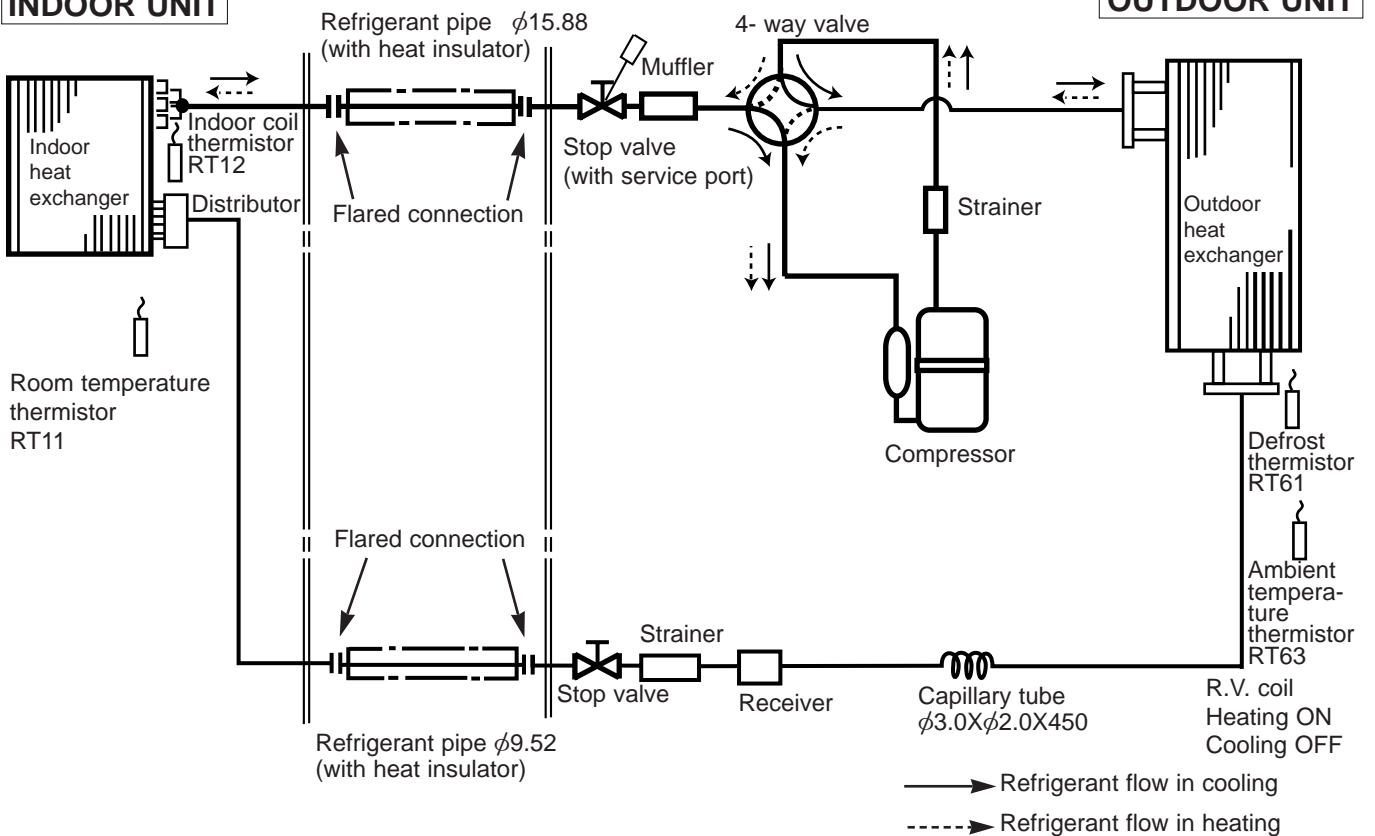 INDOOR UNIT
OUTDOOR UNIT
Refrigerant pipe ϕ15.88
(with heat insulator)
4- way valve
Muffler
Indoor coil
thermistor
RT12
Indoor
heat
exchanger
Stop valve
(with service port)
Distributor
Flared connection
Strainer
Outdoor
heat
exchanger
Room temperature
thermistor
RT11
Compressor
Defrost
thermistor
RT61
Flared connection
Ambient
tempera-
ture
thermistor
RT63
Strainer
Stop valve
Receiver
Capillary tube
ϕ3.0Xϕ2.0X450
R.V. coil
Heating ON
Cooling OFF
Refrigerant pipe ϕ9.52
(with heat insulator)
Refrigerant flow in cooling
Refrigerant flow in heating